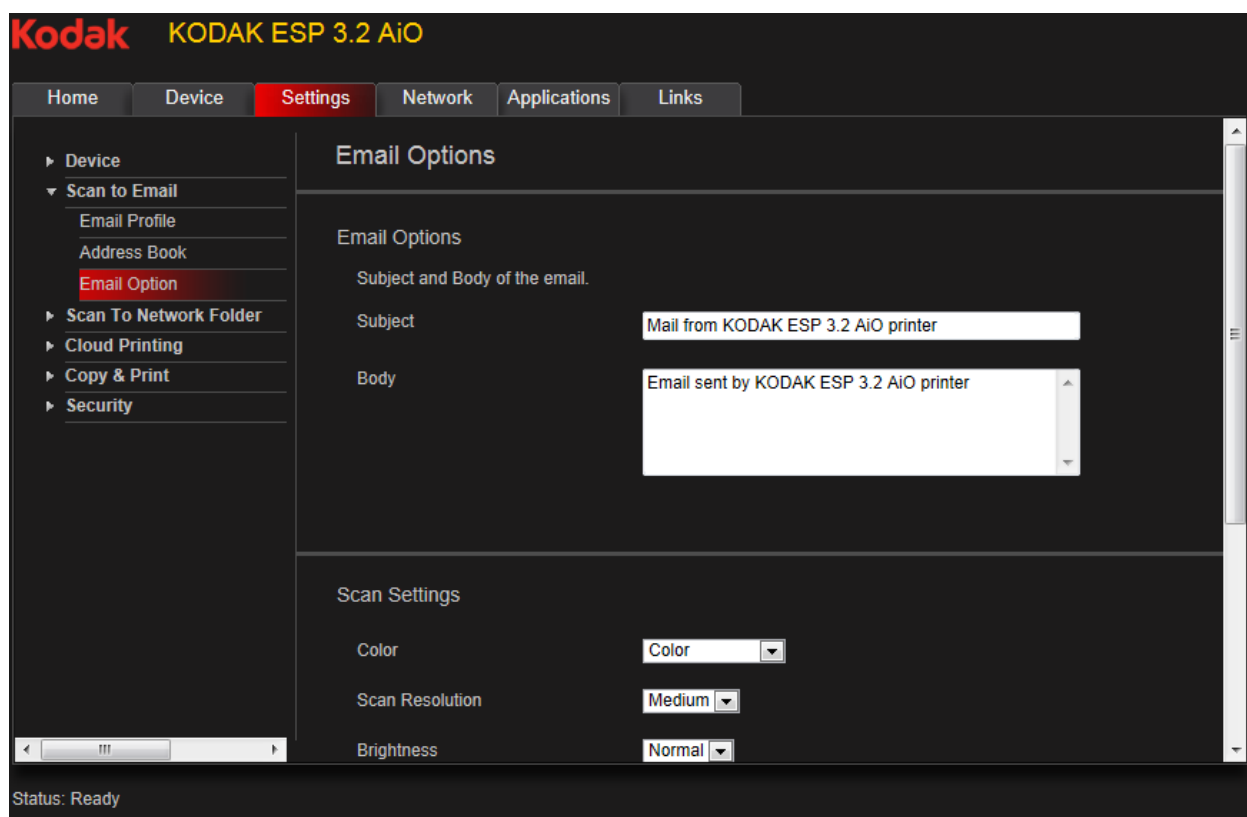 Kodak KODAK ESP 3.2 AiO
Home Device Settings Network Applications Links
Device
Scan to Email
Email Profile
Address Book
Email Option
Scan To Network Folder
Cloud Printing
Copy & Print
Security
Email Options
Email Options
Subject and Body of the email.
Subject Mail from KODAK ESP 3.2 AiO printer
Body Email sent by KODAK ESP 3.2 AiO printer
Scan Settings
Color Color
Scan Resolution Medium
Brightness Normal
Status: Ready